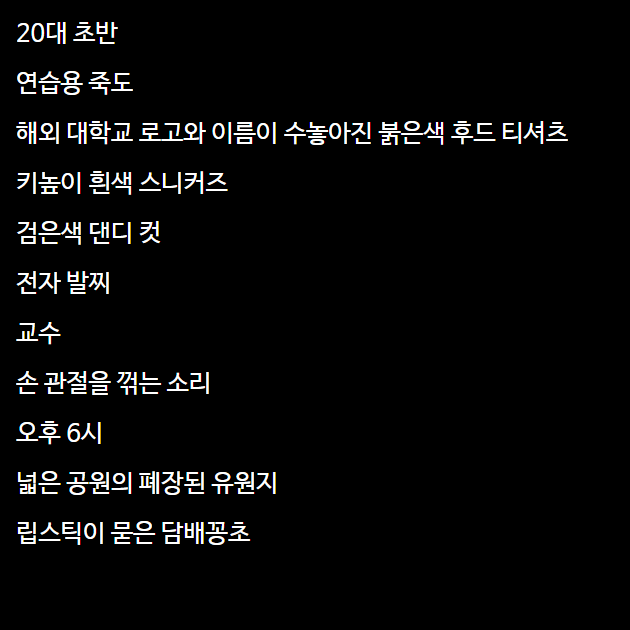 20대 초반
연습용 죽도
해외 대학교 로고와 이름이 수놓아진 붉은색 후드 티셔츠
키높이 흰색 스니커즈
검은색 댄디 컷
전자 발찌
교수
손 관절을 꺾는 소리
오후 6시
넓은 공원의 폐장된 유원지
립스틱이 묻은 담배꽁초